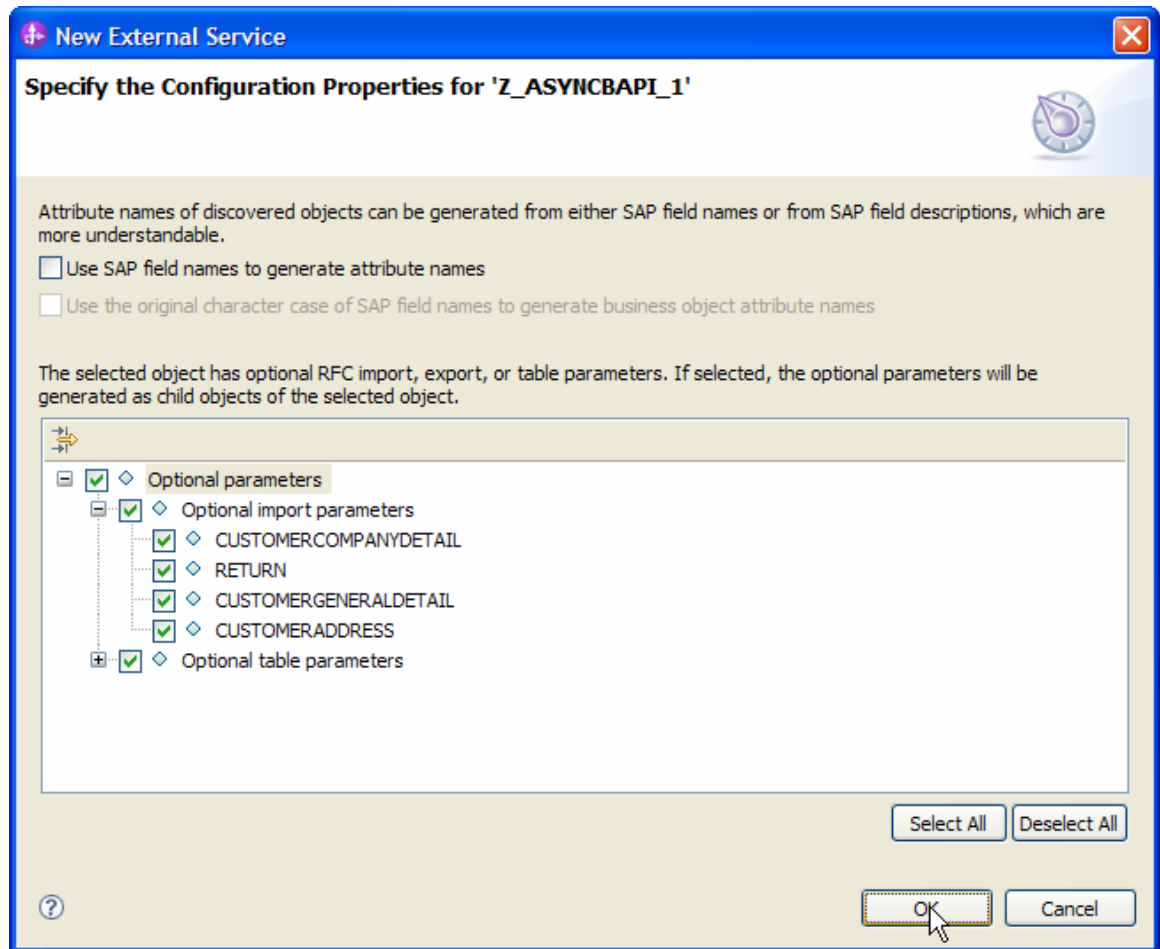 New External Service
Specify the Configuration Properties for 'Z_ASYNCBAPI_1'
Attribute names of discovered objects can be generated from either SAP field names or from SAP field descriptions, which are
more understandable.
Use SAP field names to generate attribute names
Use the original character case of SAP field names to generate business object attribute names
The selected object has optional RFC import, export, or table parameters. If selected, the optional parameters will be
generated as child objects of the selected object.
Optional parameters
Optional import parameters
CUSTOMERCOMPANYDETAIL
RETURN
CUSTOMERGENERALDETAIL
CUSTOMERADDRESS
Optional table parameters
Select All Deselect All
OK Cancel